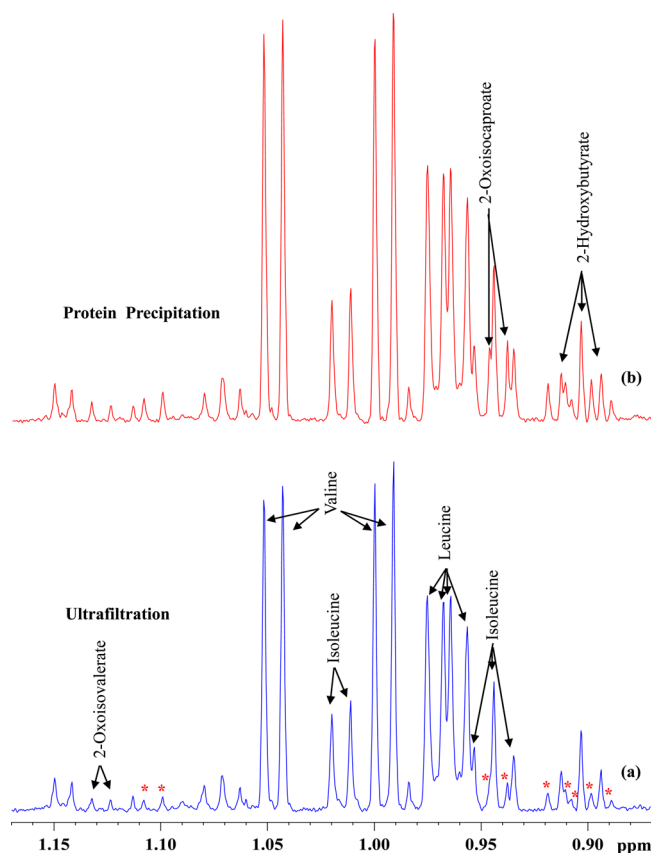 2-Oxoisocaproate
2-Hydroxybutyrate
Protein Precipitation
(b)
Valine
Leucine
Ultrafiltration
Isoleucine
Isoleucine
2-Oxoisovalerate
* *
* *
* * * * *
(a)
1.15 1.10 1.05 1.00 0.95 0.90 ppm